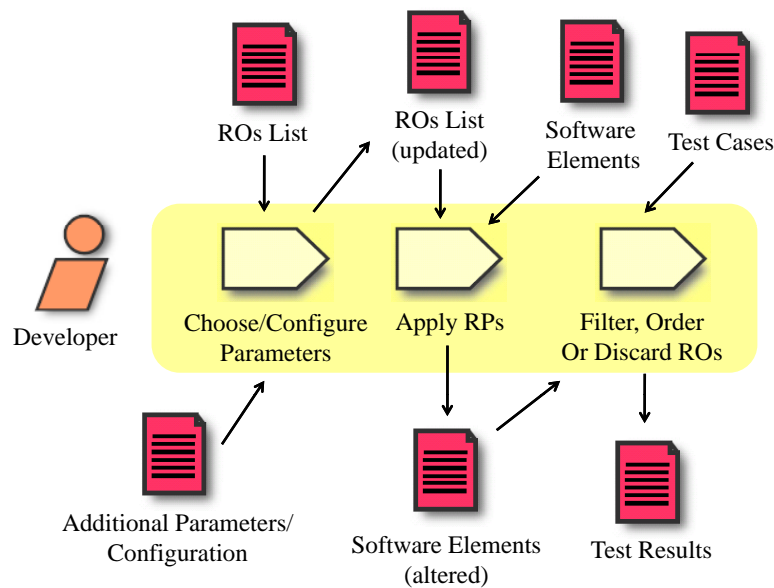 ROs List
ROs List
(updated)
Software
Elements
Test Cases
Developer
Choose/Configure
Parameters
Apply RPs
Filter, Order
Or Discard ROs
Additional Parameters/
Configuration
Software Elements
(altered)
Test Results